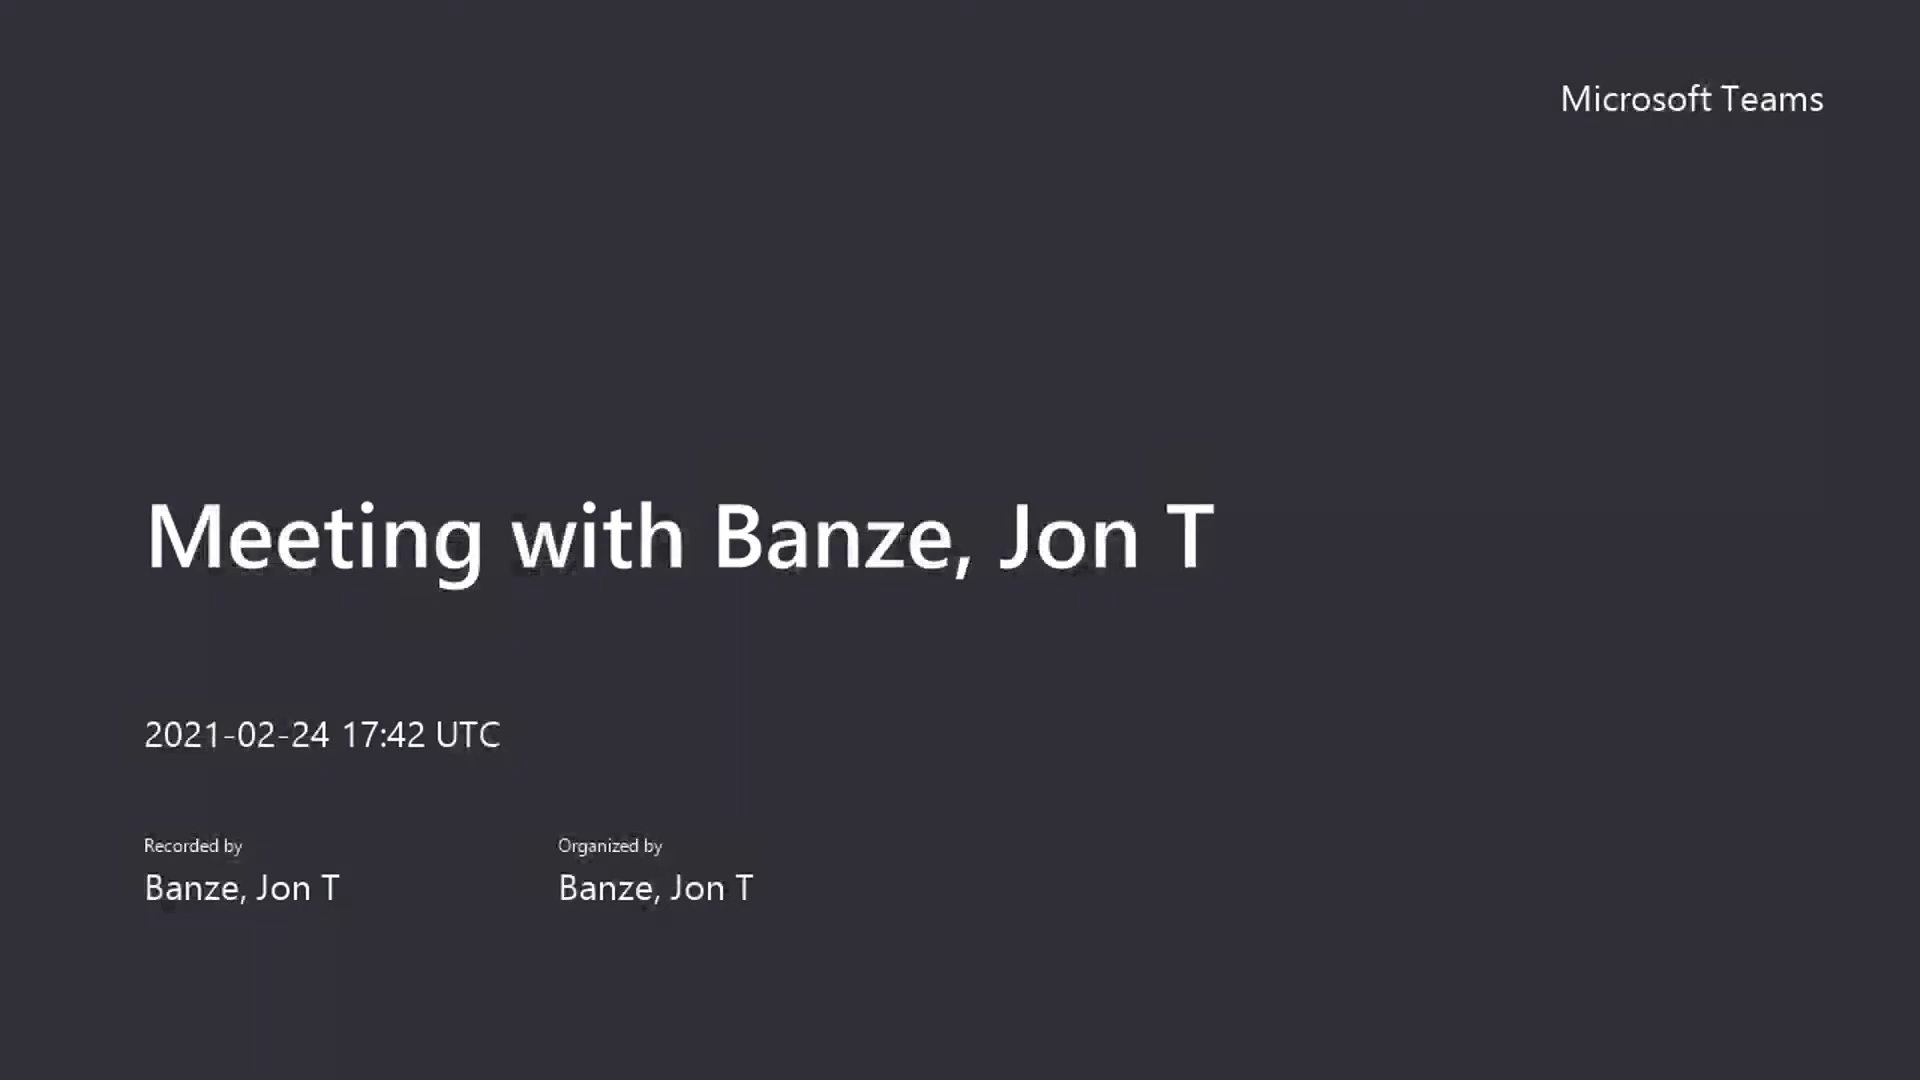 Microsoft Teams
Meeting with Banze, Jon T
2021-02-24 17:42 UTC
Recorded by
Banze, Jon T
Organized by
Banze, Jon T